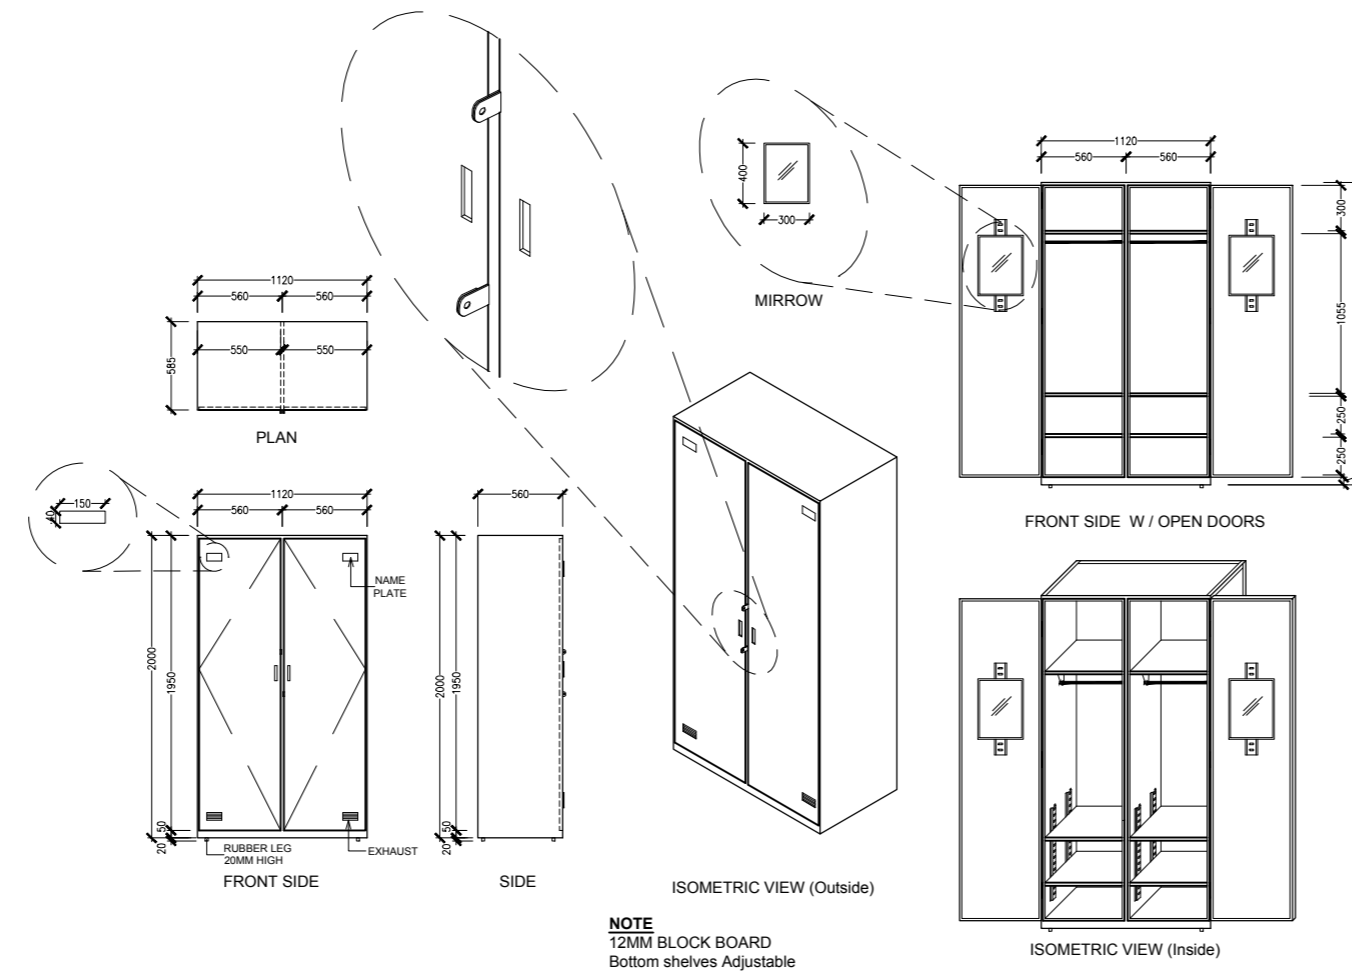 1120
560
560
550
550
585
PLAN
400
300
MIRROW
1120
560
560
300
1055
250
250
FRONT SIDE W / OPEN DOORS
150
40
1120
560
560
2000
1950
50
20
NAME
PLATE
RUBBER LEG
20MM HIGH
EXHAUST
FRONT SIDE
560
2000
1950
50
20
SIDE
ISOMETRIC VIEW (Outside)
ISOMETRIC VIEW (Inside)
NOTE
12MM BLOCK BOARD
Bottom shelves Adjustable